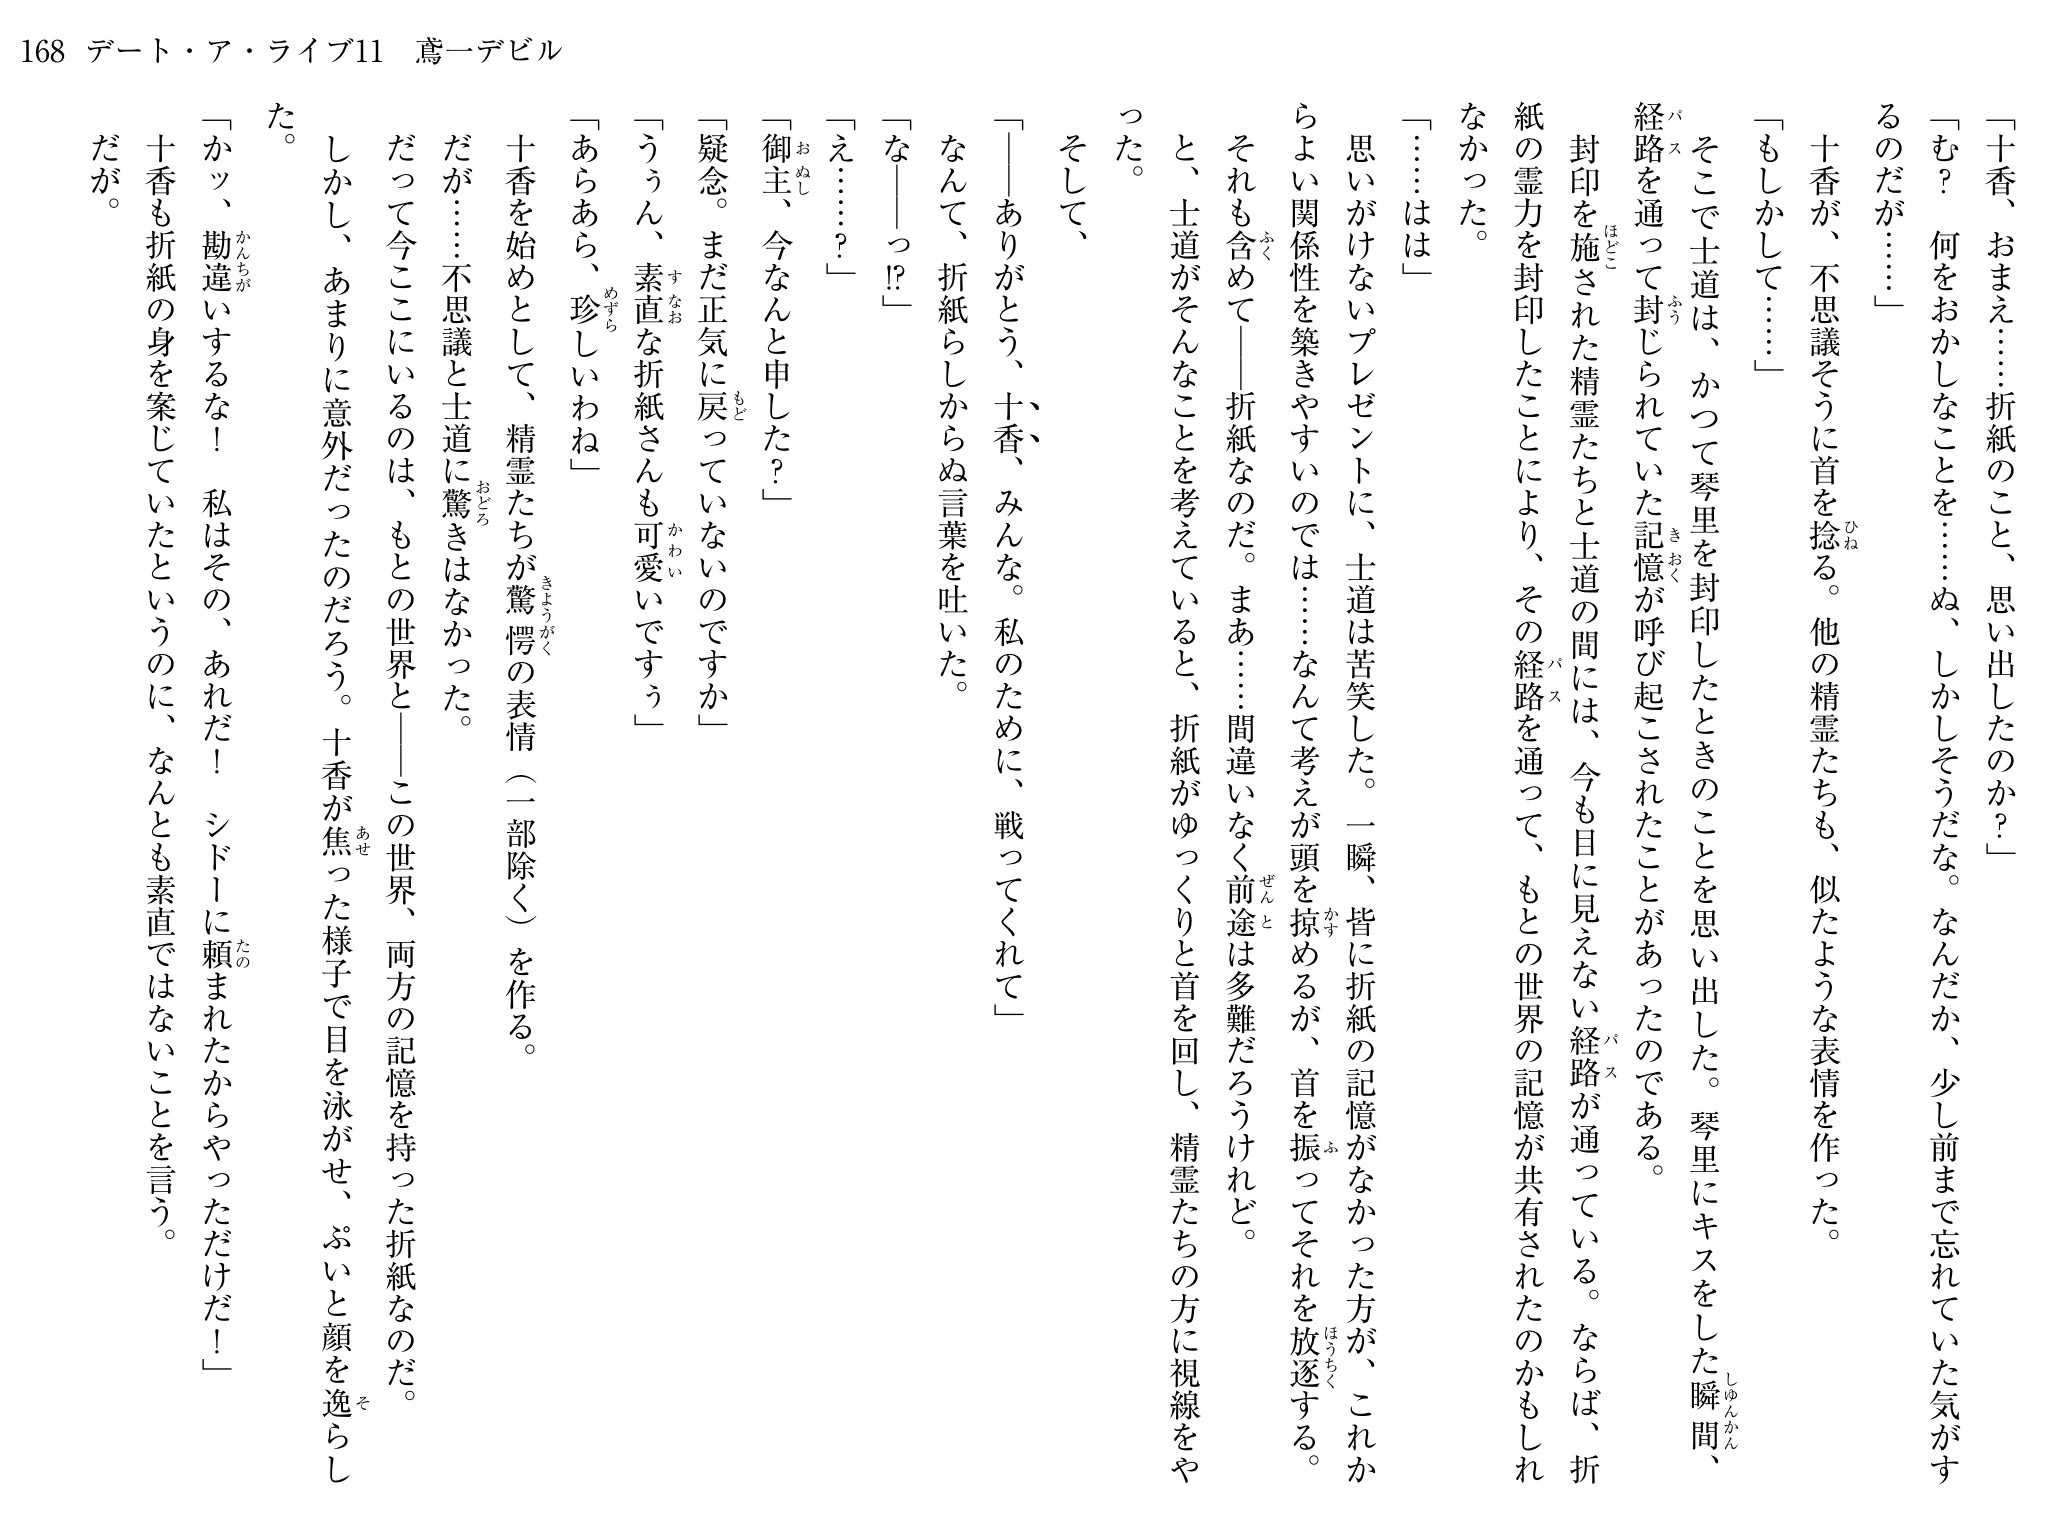 168 デート・ア・ライブ11　鳶一デビル
「十香、おまえ……折紙のこと、思い出したのか？」
「む？　何をおかしなことを……ぬ、しかしそうだな。なんだか、少し前まで忘れていた気がす
るのだが……」
　十香が、不思議そうに首を捻る。他の精霊たちも、似たような表情を作った。
「もしかして……」
　そこで士道は、かつて琴里を封印したときのことを思い出した。琴里にキスをした瞬間、
経路を通って封じられていた記憶が呼び起こされたことがあったのである。
　封印を施された精霊たちと士道の間には、今も目に見えない経路が通っている。ならば、折
紙の霊力を封印したことにより、その経路を通って、もとの世界の記憶が共有されたのかもしれ
なかった。
「……はは」
　思いがけないプレゼントに、士道は苦笑した。一瞬、皆に折紙の記憶がなかった方が、これか
らよい関係性を築きやすいのでは……なんて考えが頭を掠めるが、首を振ってそれを放逐する。
　それも含めて――折紙なのだ。まあ……間違いなく前途は多難だろうけれど。
　と、士道がそんなことを考えていると、折紙がゆっくりと首を回し、精霊たちの方に視線をや
った。
　そして、
「――ありがとう、十香、みんな。私のために、戦ってくれて」
　なんて、折紙らしからぬ言葉を吐いた。
「な――っ⁉」
「え……？」
「御主、今なんと申した？」
「疑念。まだ正気に戻っていないのですか」
「うぅん、素直な折紙さんも可愛いですぅ」
「あらあら、珍しいわね」
　十香を始めとして、精霊たちが驚愕の表情（一部除く）を作る。
　だが……不思議と士道に驚きはなかった。
　だって今ここにいるのは、もとの世界と――この世界、両方の記憶を持った折紙なのだ。
　しかし、あまりに意外だったのだろう。十香が焦った様子で目を泳がせ、ぷいと顔を逸らし
た。
「かッ、勘違いするな！　私はその、あれだ！　シドーに頼まれたからやっただけだ！」
　十香も折紙の身を案じていたというのに、なんとも素直ではないことを言う。
　だが。